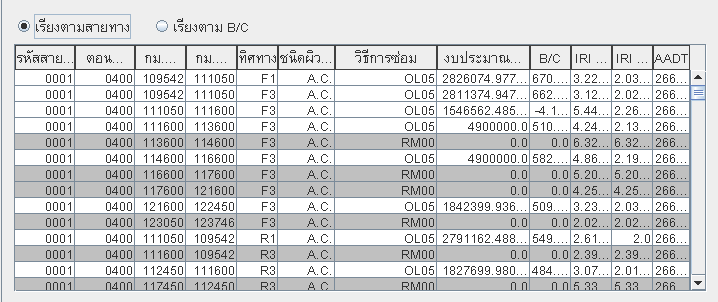 เรียงตามสายทาง เรียงตาม B/C
รหัสสาย... ตอน... กม.... กม.... ทิศทาง ชนิดผิว... วิธีการซ่อม งบประมาณ... B/C IRI ... IRI ... AADT
0001 0400 109542 111050 F1 A.C. OL05 2826074.977... 670.... 3.22... 2.03... 266...
0001 0400 109542 111050 F3 A.C. OL05 2811374.947... 662.... 3.12... 2.02... 266...
0001 0400 111050 111600 F3 A.C. OL05 1546562.485... -4.1... 5.44... 2.26... 266...
0001 0400 111600 113600 F3 A.C. OL05 4900000.0 510.... 4.24... 2.13... 266...
0001 0400 113600 114600 F3 A.C. RM00 0.0 0.0 6.32... 6.32... 266...
0001 0400 114600 116600 F3 A.C. OL05 4900000.0 582.... 4.86... 2.19... 266...
0001 0400 116600 117600 F3 A.C. RM00 0.0 0.0 5.20... 5.20... 266...
0001 0400 117600 121600 F3 A.C. RM00 0.0 0.0 4.25... 4.25... 266...
0001 0400 121600 122450 F3 A.C. OL05 1842399.936... 509.... 3.23... 2.03... 266...
0001 0400 123050 123746 F3 A.C. RM00 0.0 0.0 2.02... 2.02... 266...
0001 0400 111050 109542 R1 A.C. OL05 2791162.488... 549.... 2.61... 2.0 266...
0001 0400 111600 109542 R3 A.C. RM00 0.0 0.0 2.39... 2.39... 266...
0001 0400 112450 111600 R3 A.C. OL05 1827699.980... 484.... 3.07... 2.01... 266...
0001 0400 117450 112450 R3 A.C. RM00 0.0 0.0 5.33... 5.33... 266...